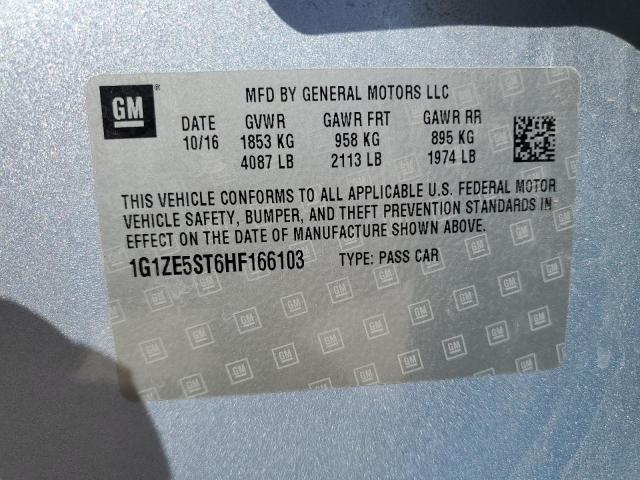 GM®
MFD BY GENERAL MOTORS LLC
DATE GVWR GAWR FRT GAWR RR
10/16 1853 KG 958 KG 895 KG
4087 LB 2113 LB 1974 LB
THIS VEHICLE CONFORMS TO ALL APPLICABLE U.S. FEDERAL MOTOR
VEHICLE SAFETY, BUMPER, AND THEFT PREVENTION STANDARDS IN
EFFECT ON THE DATE OF MANUFACTURE SHOWN ABOVE.
1G1ZE5ST6HF166103 TYPE: PASS CAR